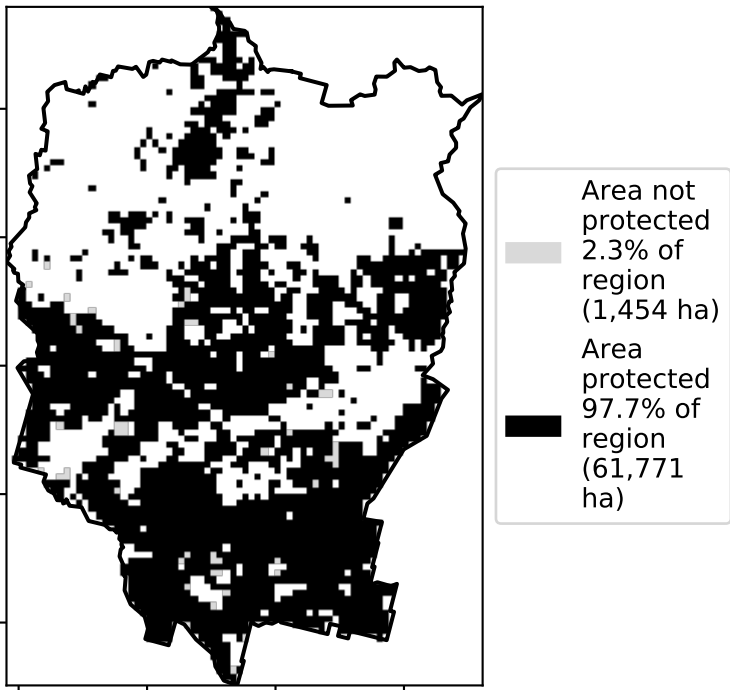 Area not
protected
2.3% of
region
(1,454 ha)
Area
protected
97.7% of
region
(61,771
ha)